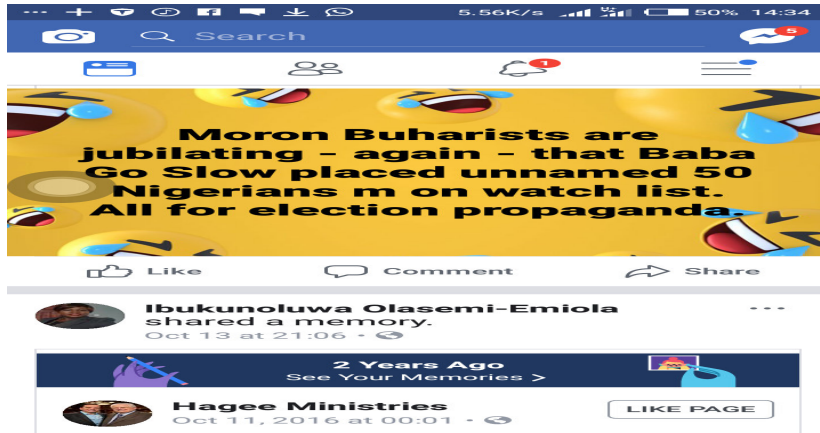 5.56K/s 50% 14:34
Search 5
1
Moron Buharists are
jubilating - again - that Baba
Go Slow placed unnamed 50
Nigerians m on watch list.
All for election propaganda.
Like Comment Share
Ibukunoluwa Olasemi-Emiola
shared a memory.
Oct 13 at 21:06 •
2 Years Ago
See Your Memories >
Hagee Ministries LIKE PAGE
Oct 11, 2016 at 00:01 •